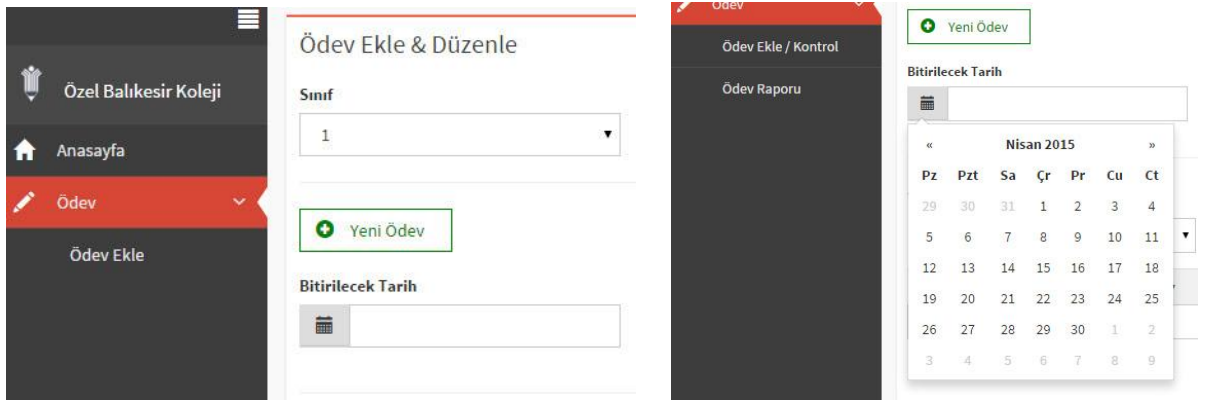 Ödev Ekle & Düzenle
Özel Balıkesir Koleji
Sınıf
1
Anasayfa
Ödev
Yeni Ödev
Ödev Ekle
Bitirilecek Tarih
Ödev
Yeni Ödev
Ödev Ekle / Kontrol
Bitirilecek Tarih
Ödev Raporu
« Nisan 2015 »
Pz Pzt Sa Çr Pr Cu Ct
29 30 31 1 2 3 4
5 6 7 8 9 10 11
12 13 14 15 16 17 18
19 20 21 22 23 24 25
26 27 28 29 30 1 2
3 4 5 6 7 8 9